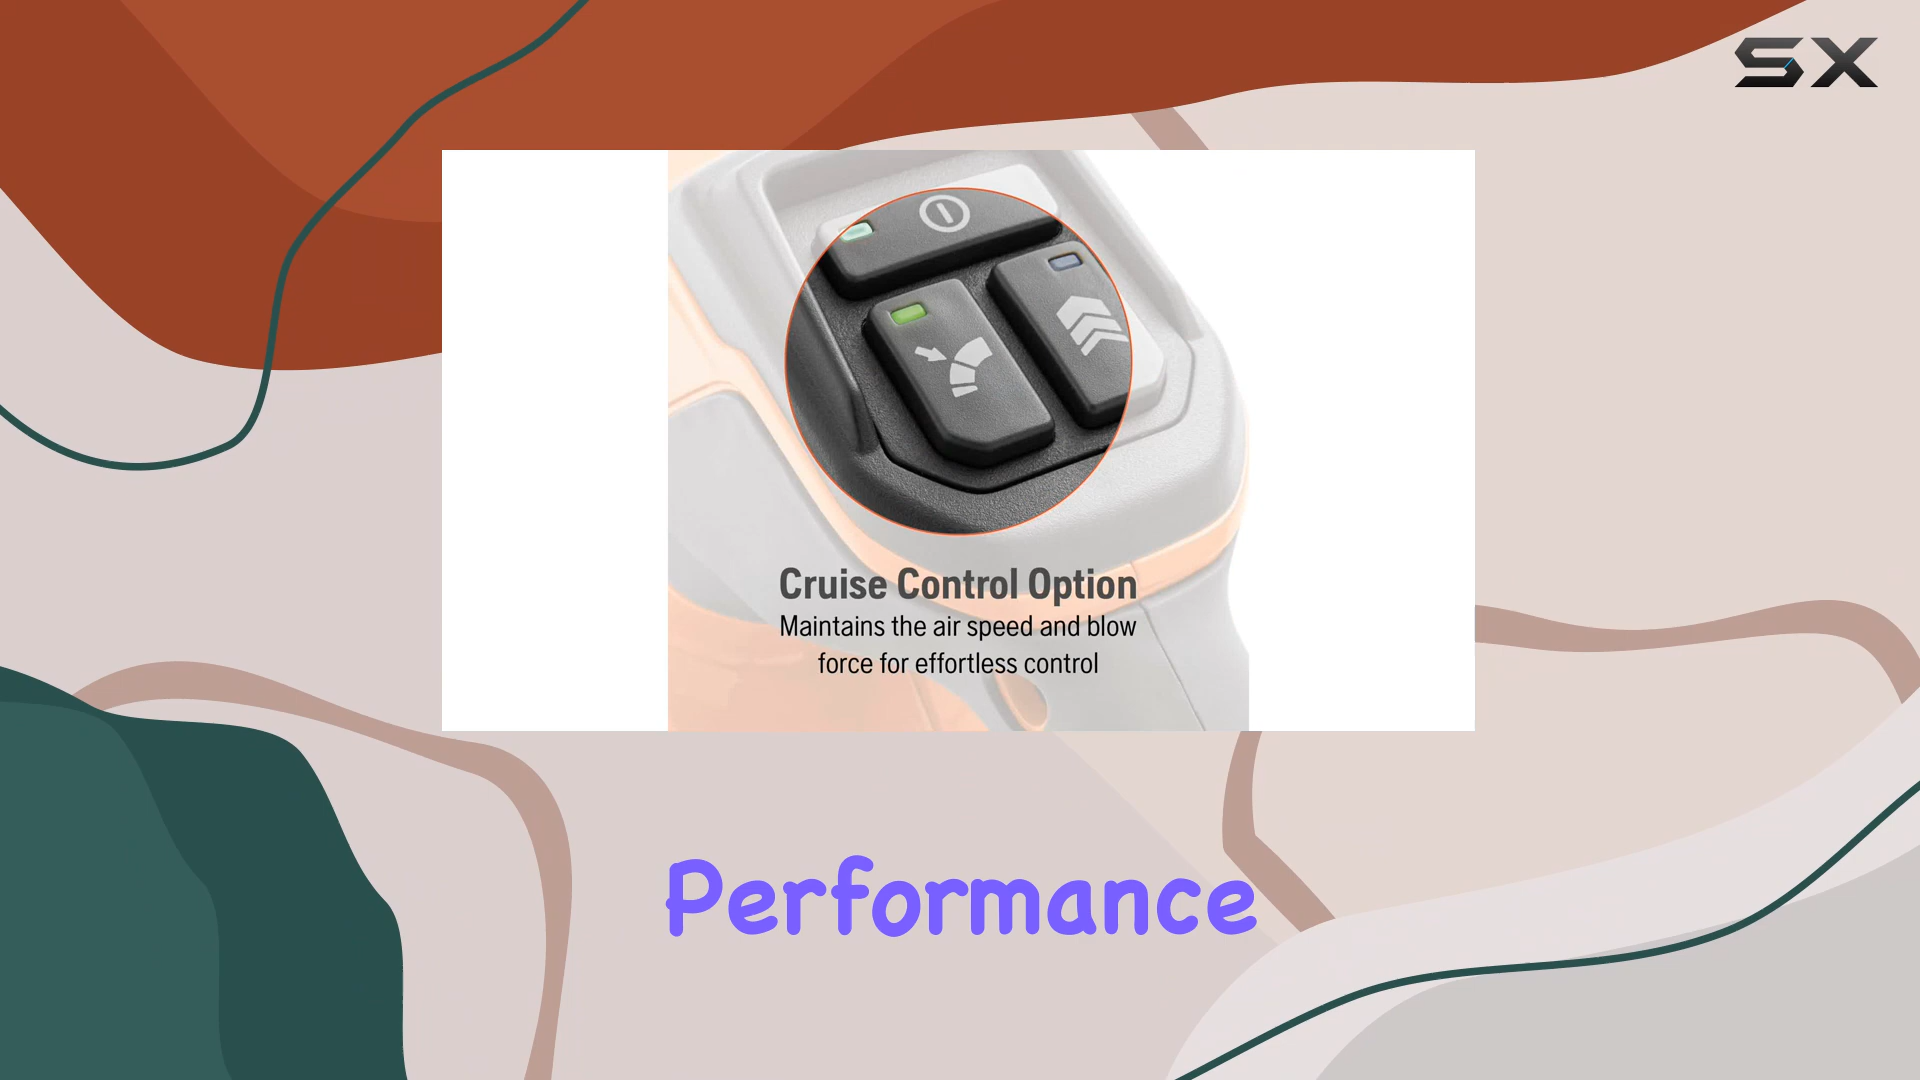 SX
Cruise Control Option
Maintains the air speed and blow
force for effortless control
Performance